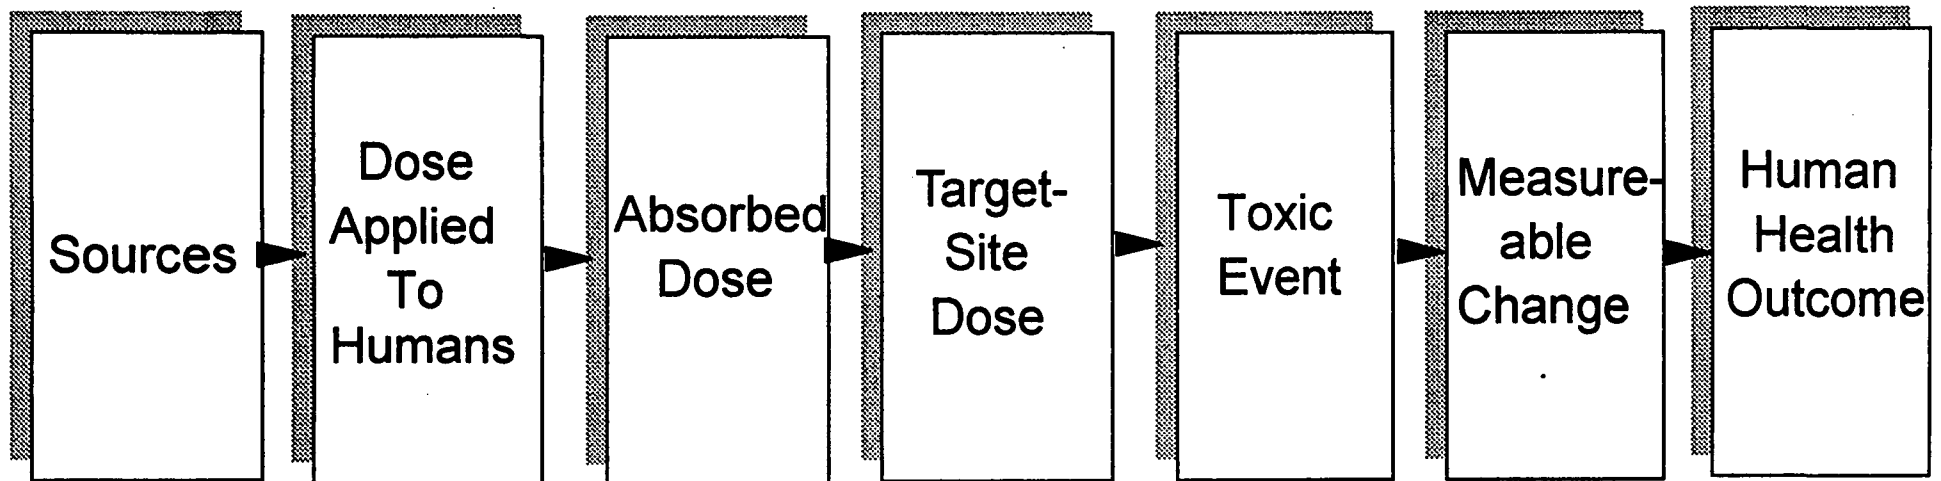 Sources
Dose
Applied
To
Humans
Absorbed
Dose
Target-
Site
Dose
Toxic
Event
Measure-
able
Change
Human
Health
Outcome